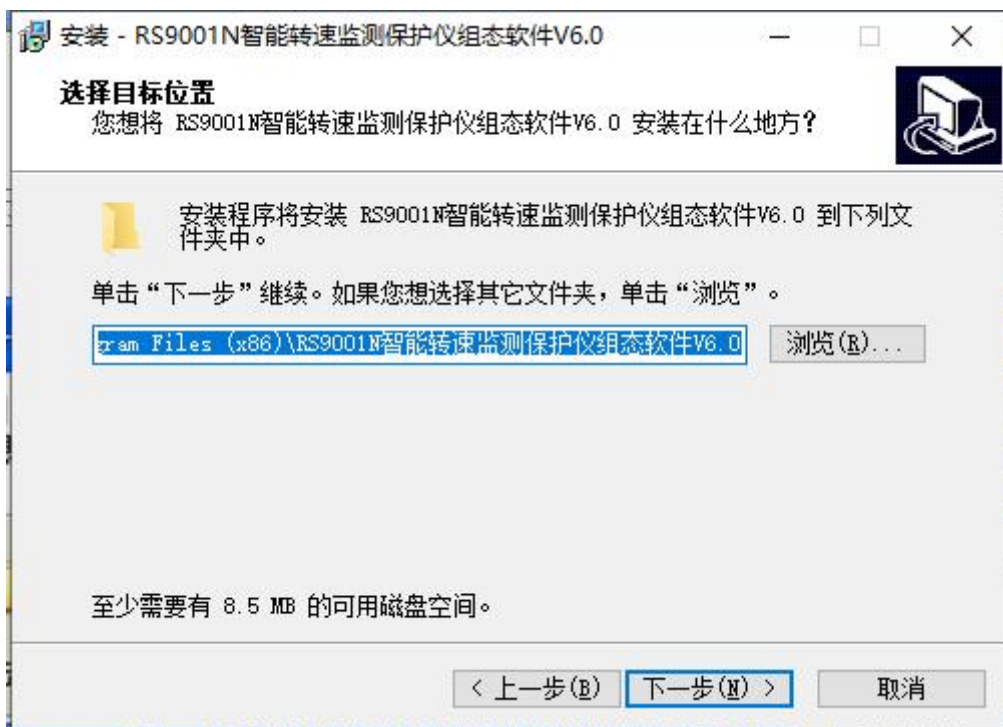 安装 - RS9001N智能转速监测保护仪组态软件V6.0
选择目标位置
您想将 RS9001N智能转速监测保护仪组态软件V6.0 安装在什么地方?
安装程序将安装 RS9001N智能转速监测保护仪组态软件V6.0 到下列文
件夹中。
单击“下一步”继续。如果您想选择其它文件夹，单击“浏览”。
gram Files (x86)\RS9001N智能转速监测保护仪组态软件V6.0
浏览(R)...
至少需要有 8.5 MB 的可用磁盘空间。
< 上一步(B)
下一步(N) >
取消